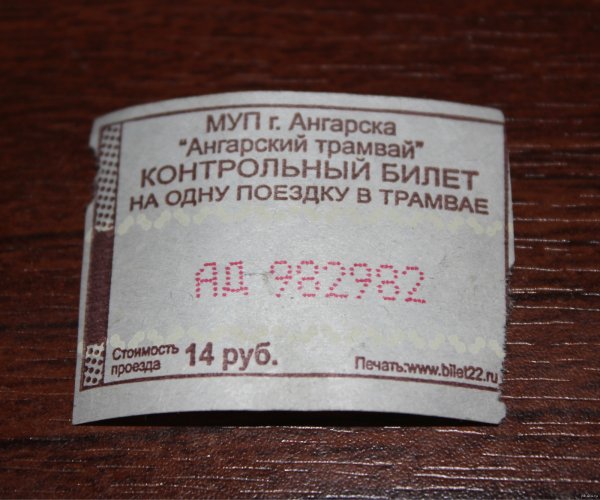 МУП г. Ангарска
"Ангарский трамвай"
КОНТРОЛЬНЫЙ БИЛЕТ
НА ОДНУ ПОЕЗДКУ В ТРАМВАЕ
АД 982982
Стоимость
проезда 14 руб.
Печать:www.bilet22.ru